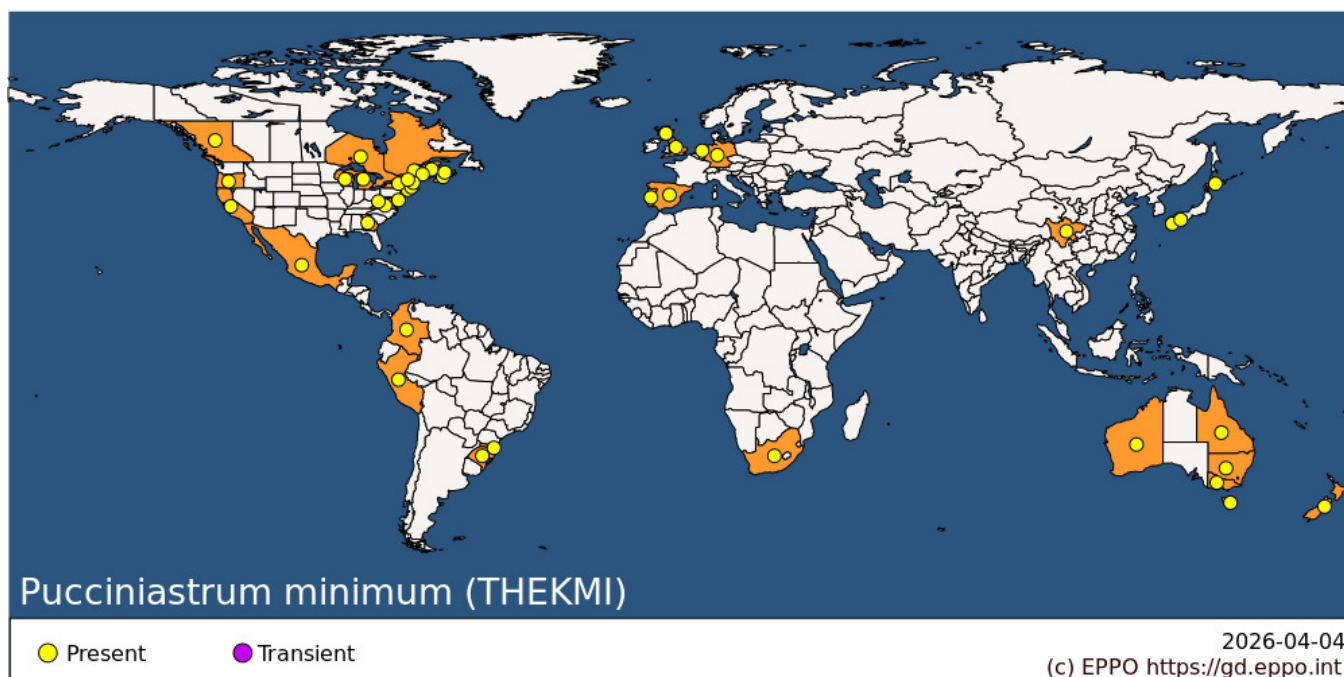 Pucciniastrum minimum (THEKMI)
Present
Transient
2026-04-04
(c) EPPO https://gd.eppo.int